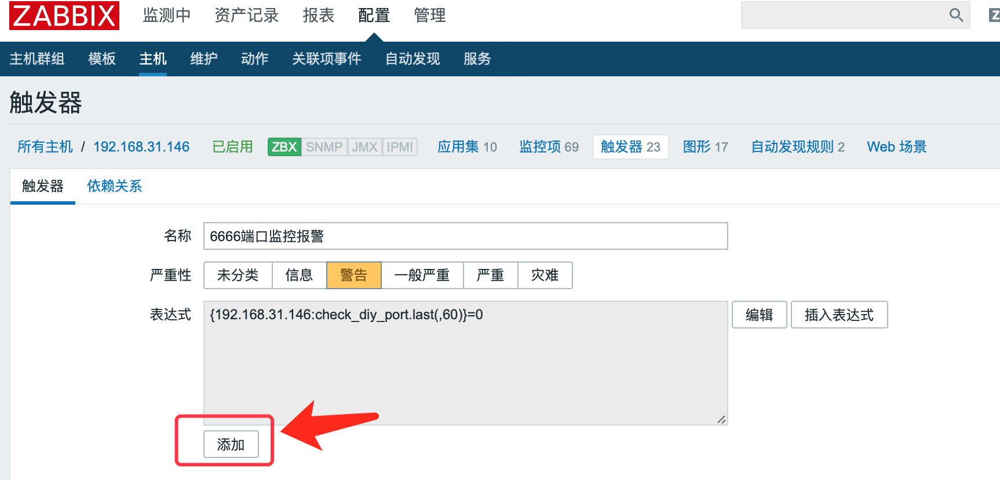 ZABBIX 监测中 资产记录 报表 配置 管理 Z
主机群组 模板 主机 维护 动作 关联项事件 自动发现 服务
触发器
所有主机 / 192.168.31.146 已启用 ZBX SNMP JMX IPMI 应用集 10 监控项 69 触发器 23 图形 17 自动发现规则 2 Web 场景
触发器 依赖关系
名称 6666端口监控报警
严重性 未分类 信息 警告 一般严重 严重 灾难
表达式 {192.168.31.146:check_diy_port.last(,60)}=0 编辑 插入表达式
添加